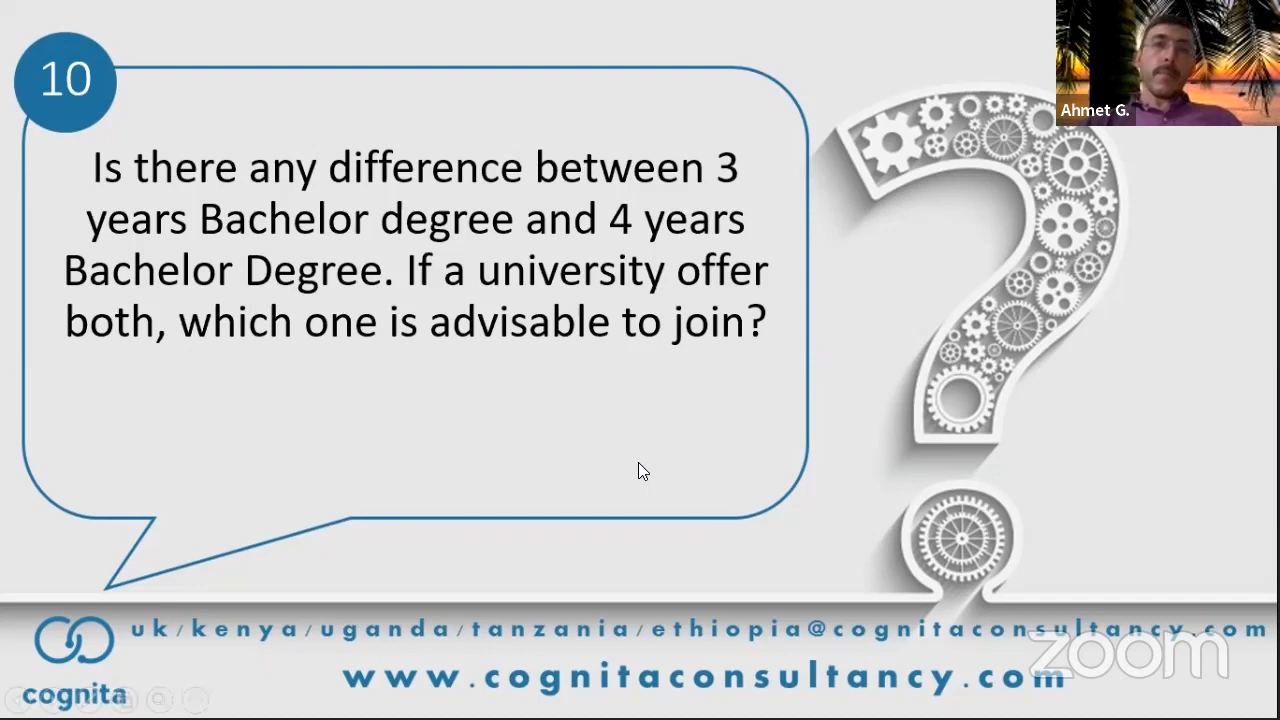 10
Ahmet G.
Is there any difference between 3
years Bachelor degree and 4 years
Bachelor Degree. If a university offer
both, which one is advisable to join?
uk/kenya/uganda/tanzania/ethiopia@cognitaconsultancy.com
www.cognitaconsultancy.com
cognita
zoom